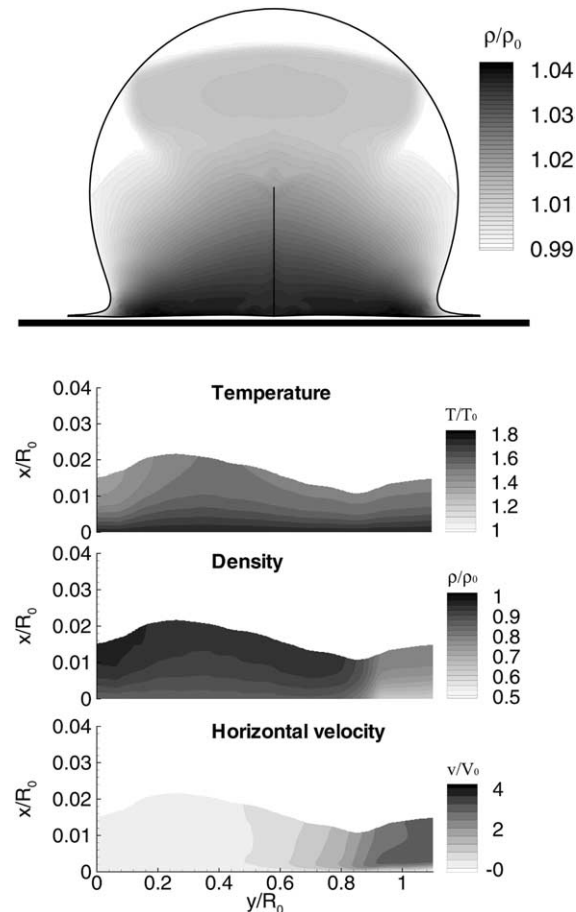 ρ/ρ0
1.04
1.03
1.02
1.01
0.99
Temperature
0.04
0.03
0.02
0.01
0
x/R0
T/T0
1.8
1.6
1.4
1.2
1
Density
0.04
0.03
0.02
0.01
0
x/R0
ρ/ρ0
1
0.9
0.8
0.7
0.6
0.5
Horizontal velocity
0.04
0.03
0.02
0.01
0
x/R0
v/V0
4
2
-0
0 0.2 0.4 0.6 0.8 1
y/R0